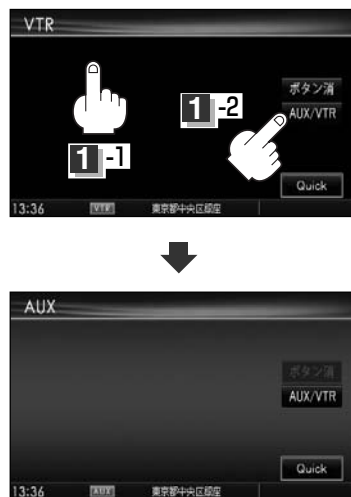 VTR
ボタン消
1-2
AUX/VTR
1-1
Quick
13:36 VTR 東京都中央区銀座
AUX
ボタン消
AUX/VTR
Quick
13:36 AUX 東京都中央区銀座